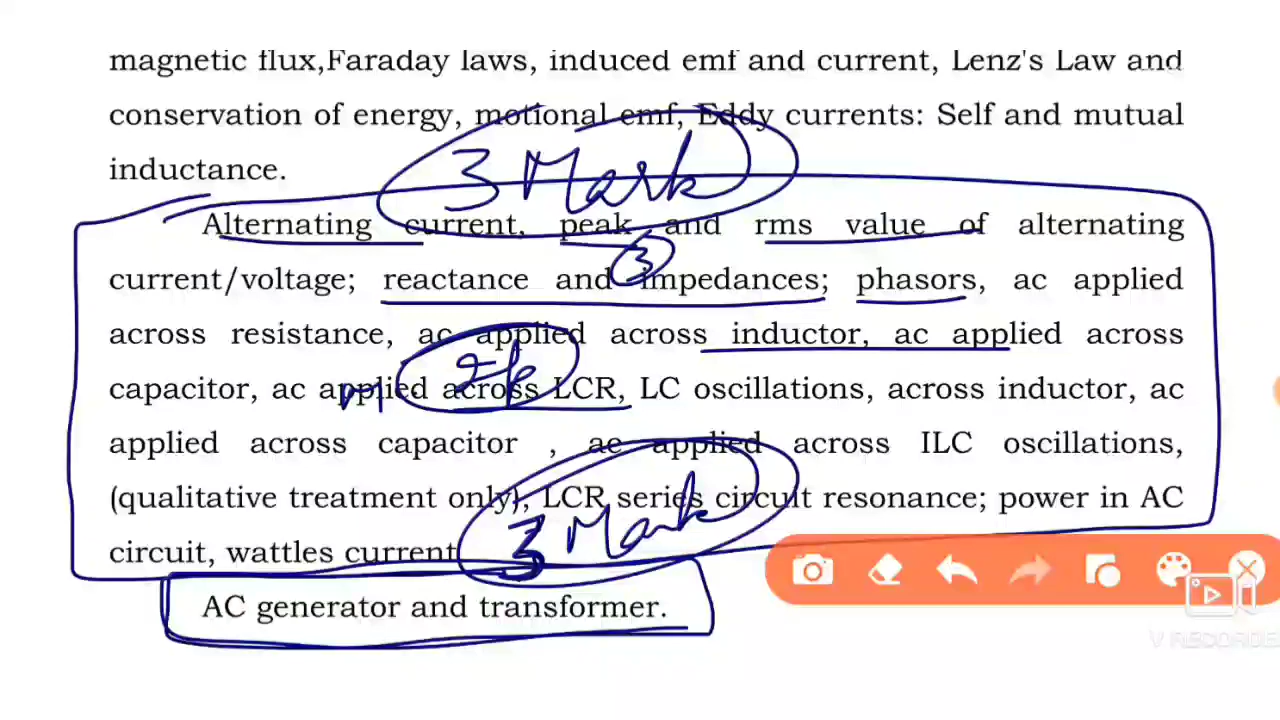 magnetic flux,Faraday laws, induced emf and current, Lenz's Law and
conservation of energy, motional emf, Eddy currents: Self and mutual
inductance.
3 Mark
Alternating current, peak and rms value of alternating
3
current/voltage; reactance and impedances; phasors, ac applied
across resistance, ac applied across inductor, ac applied across
capacitor, ac applied across LCR, LC oscillations, across inductor, ac
applied across capacitor , ac applied across ILC oscillations,
(qualitative treatment only), LCR series circuit resonance; power in AC
3 Mark
circuit, wattles current
AC generator and transformer.
V RECORDER